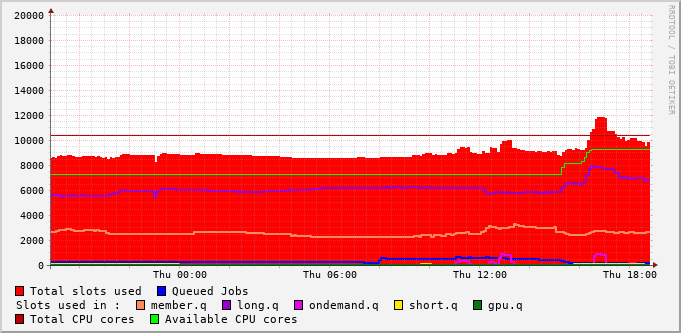 20000
18000
16000
14000
12000
10000
8000
6000
4000
2000
0
Thu 00:00 Thu 06:00 Thu 12:00 Thu 18:00
RRDTOOL / TOBI OETIKER
Total slots used Queued Jobs
Slots used in : member.q long.q ondemand.q short.q gpu.q
Total CPU cores Available CPU cores